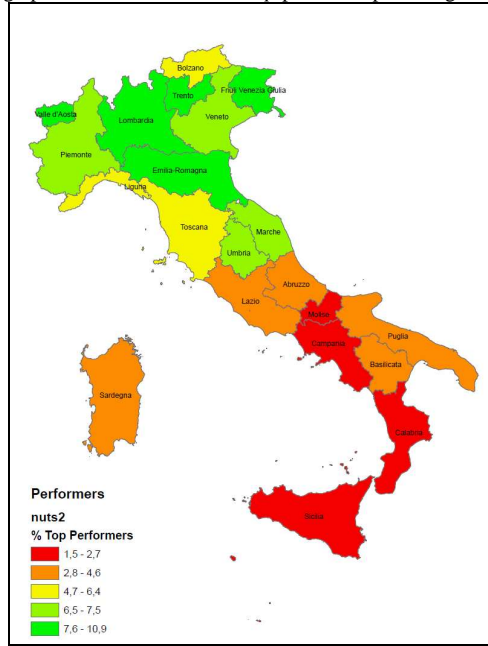 Bolzano
Trento
Friuli Venezia Giulia
Valle d'Aosta
Lombardia
Veneto
Piemonte
Emilia-Romagna
Liguria
Toscana
Marche
Umbria
Abruzzo
Lazio
Molise
Campania
Puglia
Basilicata
Sardegna
Calabria
Sicilia
Performers
nuts2
% Top Performers
1,5 - 2,7
2,8 - 4,6
4,7 - 6,4
6,5 - 7,5
7,6 - 10,9